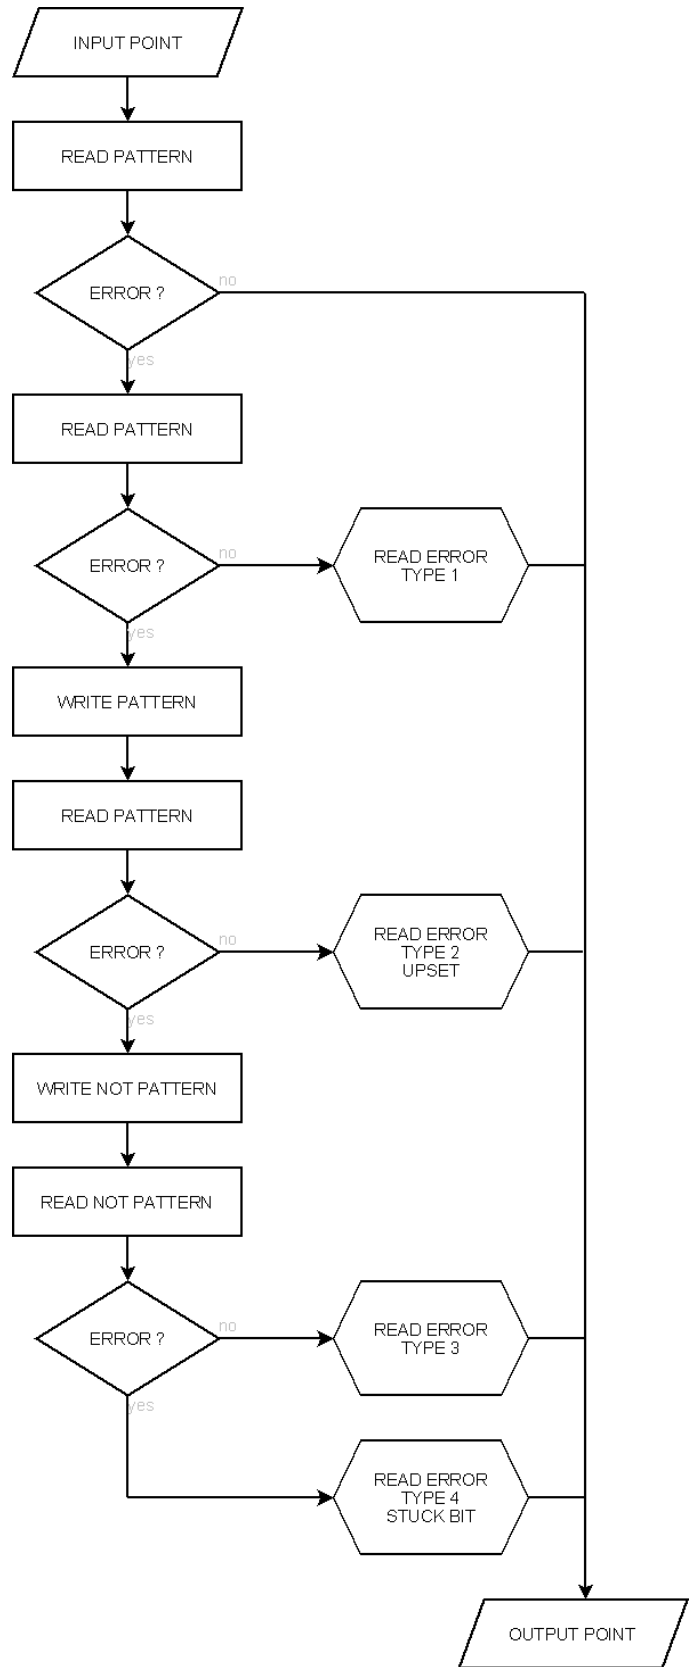 INPUT POINT
READ PATTERN
ERROR ?
no
yes
READ PATTERN
ERROR ?
no
READ ERROR
TYPE 1
yes
WRITE PATTERN
READ PATTERN
ERROR ?
no
READ ERROR
TYPE 2
UPSET
yes
WRITE NOT PATTERN
READ NOT PATTERN
ERROR ?
no
READ ERROR
TYPE 3
yes
READ ERROR
TYPE 4
STUCK BIT
OUTPUT POINT